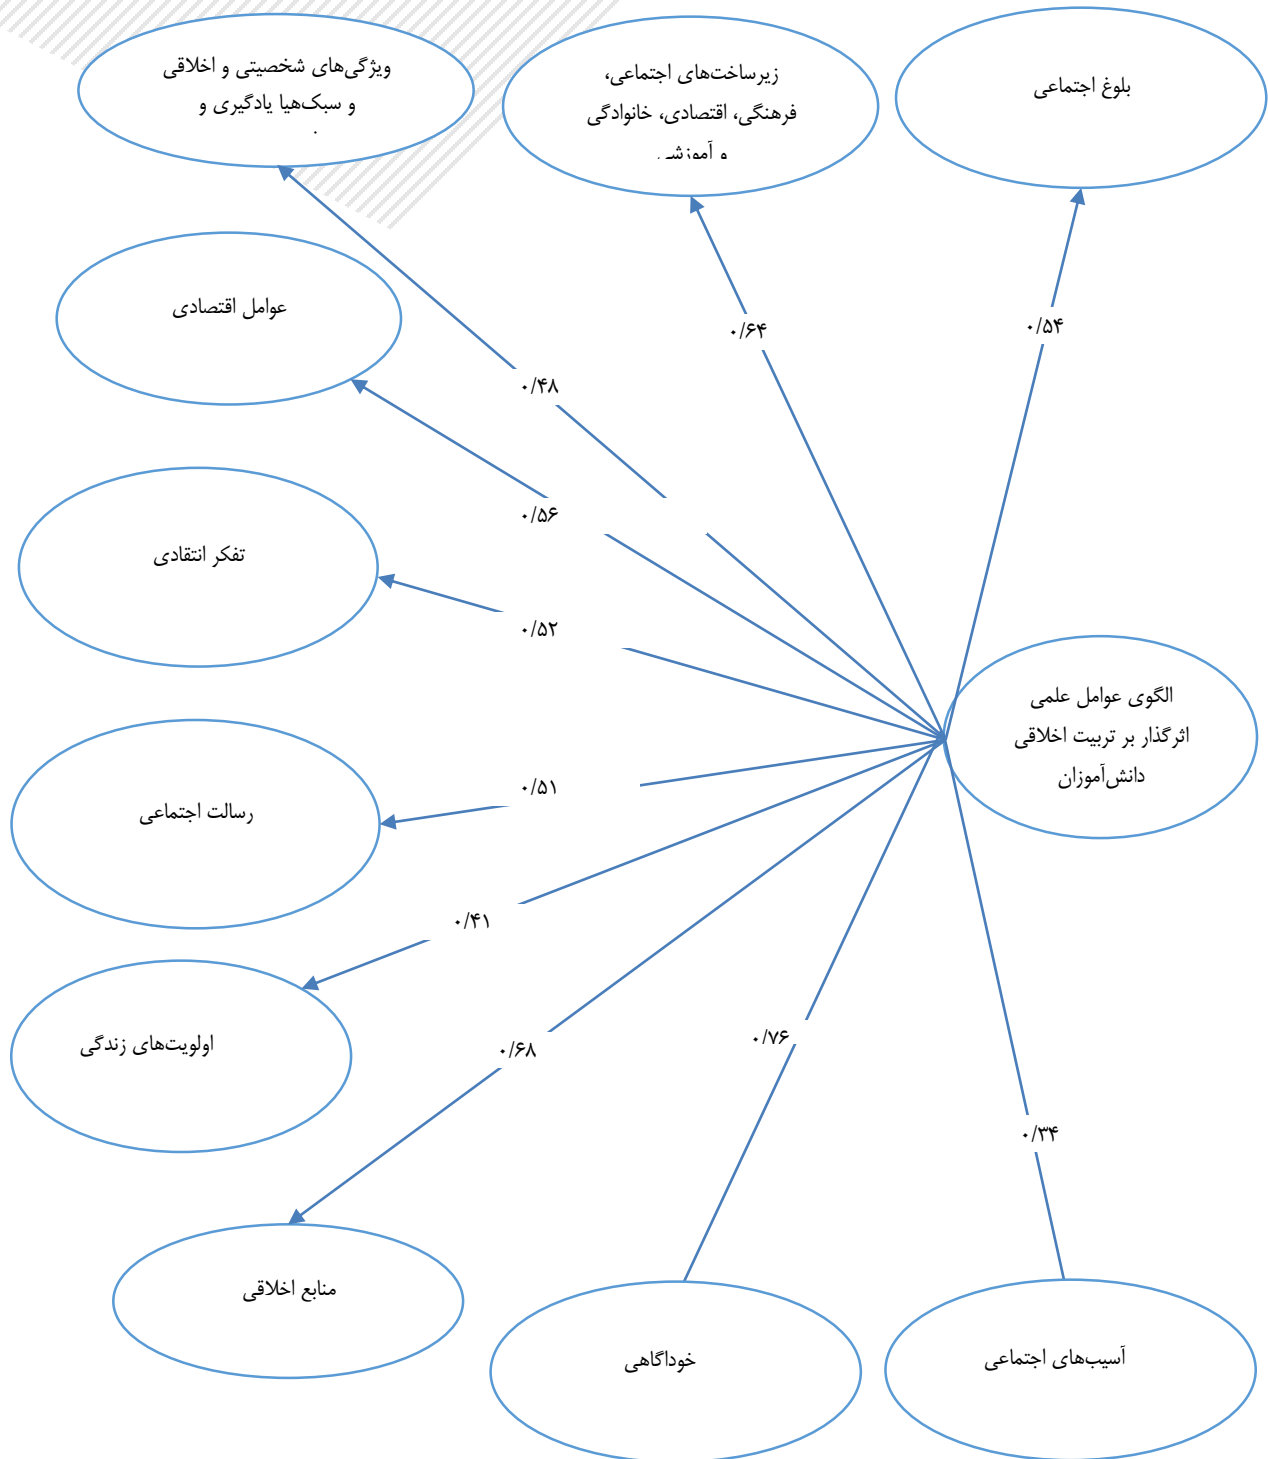 بلوغ اجتماعی
زیرساخت‌های اجتماعی،
فرهنگی، اقتصادی، خانوادگی
و آموزشی
ویژگی‌های شخصیتی و اخلاقی
و سبک‌هیا یادگیری و
عوامل اقتصادی
۰/۵۴
۰/۶۴
۰/۴۸
۰/۵۶
تفکر انتقادی
۰/۵۲
الگوی عوامل علمی
اثرگذار بر تربیت اخلاقی
دانش‌آموزان
۰/۵۱
رسالت اجتماعی
۰/۴۱
اولویت‌های زندگی
۰/۷۶
۰/۶۸
۰/۳۴
منابع اخلاقی
خوداگاهی
آسیب‌های اجتماعی